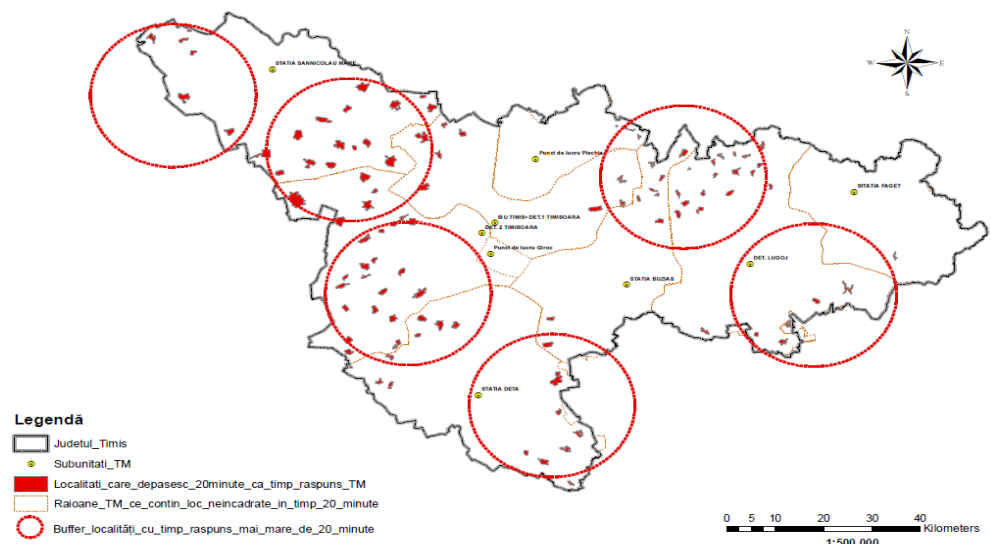 N
W E
S
STATIA SANNICOLAU MARE
Punct de lucru Pischia
STATIA FAGET
ISU TIMIS+DET.1 TIMISOARA
DET. 2 TIMISOARA
Punct de lucru Giroc
DET. LUGOJ
STATIA BUZIAS
STATIA DETA
Legendă
Judetul_Timis
Subunitati_TM
Localitati_care_depasesc_20minute_ca_timp_raspuns_TM
Raioane_TM_ce_contin_loc_neincadrate_in_timp_20_minute
Buffer_localități_cu_timp_raspuns_mai_mare_de_20_minute
0 5 10 20 30 40 Kilometers
1:500.000